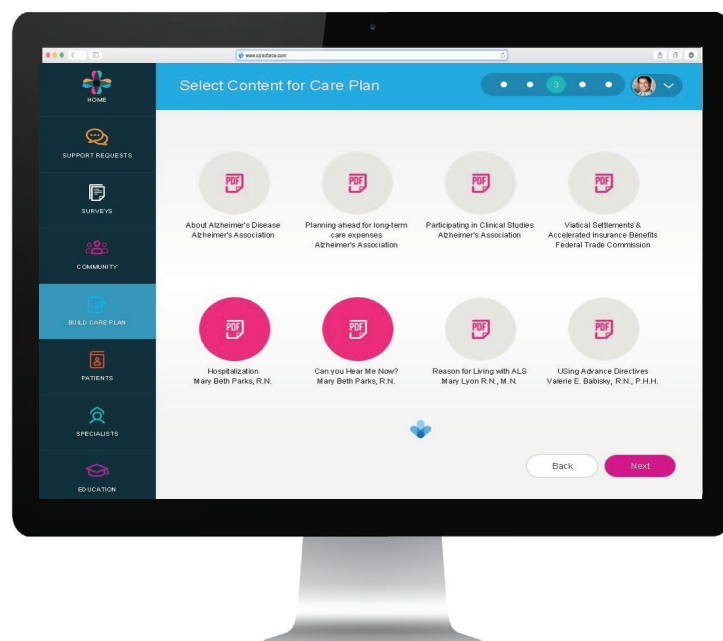 www.careforce.com
Select Content for Care Plan
3
HOME
SUPPORT REQUESTS
SURVEYS
COMMUNITY
BUILD CARE PLAN
PATIENTS
SPECIALISTS
EDUCATION
PDF
PDF
PDF
PDF
About Alzheimer's Disease
Alzheimer's Association
Planning ahead for long-term
care expenses
Alzheimer's Association
Participating in Clinical Studies
Alzheimer's Association
Viatical Settlements &
Accelerated Insurance Benefits
Federal Trade Commission
PDF
PDF
PDF
PDF
Hospitalization
Mary Beth Parks, R.N.
Can you Hear Me Now?
Mary Beth Parks, R.N.
Reason for Living with ALS
Mary Lyon R.N., M.N.
USing Advance Directives
Valerie E. Babisky, R.N., P.H.H.
Back
Next